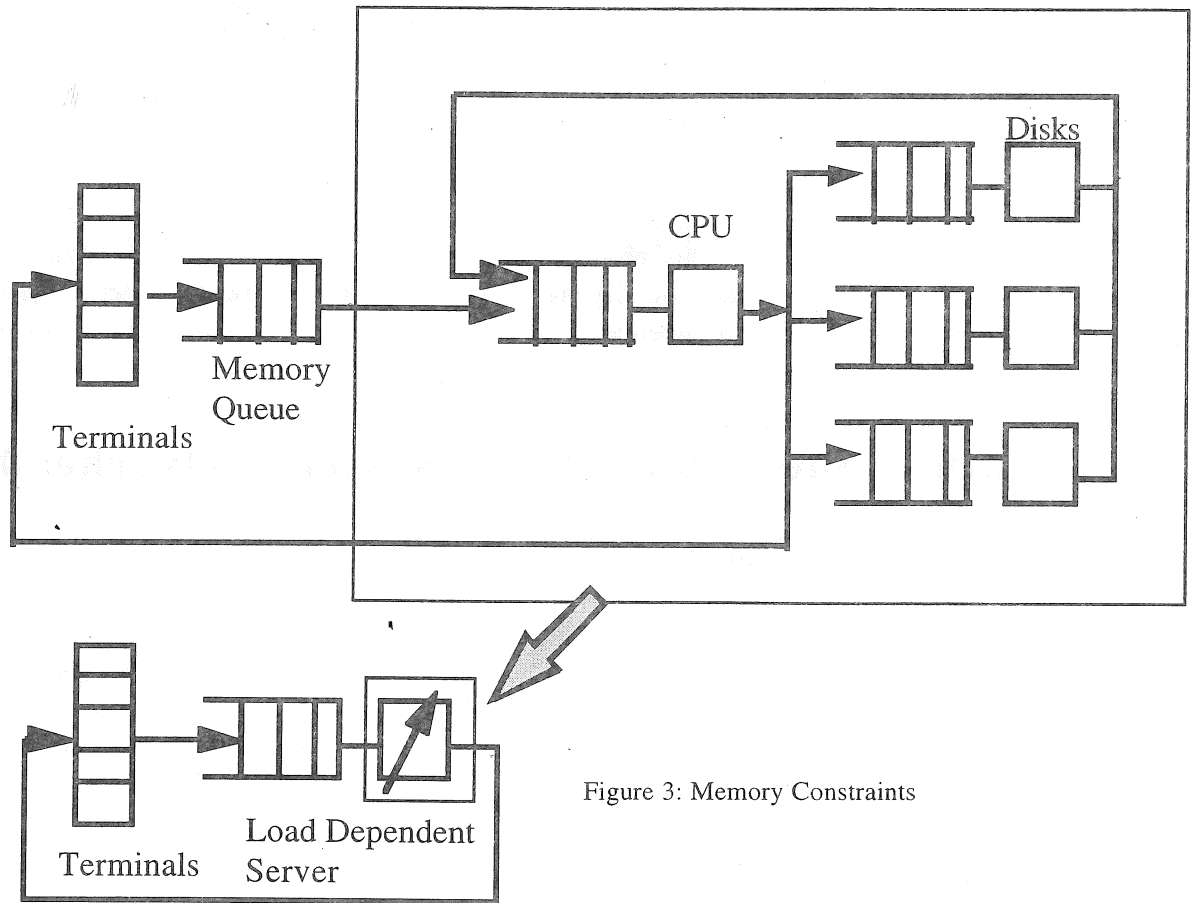 Disks
CPU
Memory
Queue
Terminals
Figure 3: Memory Constraints
Load Dependent
Server
Terminals